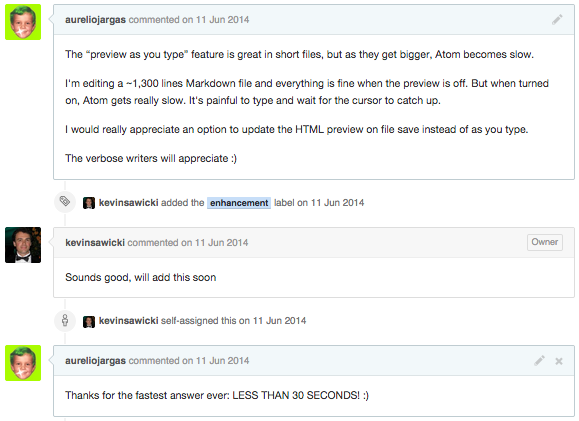 aureliojargas commented on 11 Jun 2014
The “preview as you type” feature is great in short files, but as they get bigger, Atom becomes slow.
I'm editing a ~1,300 lines Markdown file and everything is fine when the preview is off. But when turned
on, Atom gets really slow. It's painful to type and wait for the cursor to catch up.
I would really appreciate an option to update the HTML preview on file save instead of as you type.
The verbose writers will appreciate :)
kevinsawicki added the enhancement label on 11 Jun 2014
kevinsawicki commented on 11 Jun 2014 Owner
Sounds good, will add this soon
kevinsawicki self-assigned this on 11 Jun 2014
aureliojargas commented on 11 Jun 2014
Thanks for the fastest answer ever: LESS THAN 30 SECONDS! :)